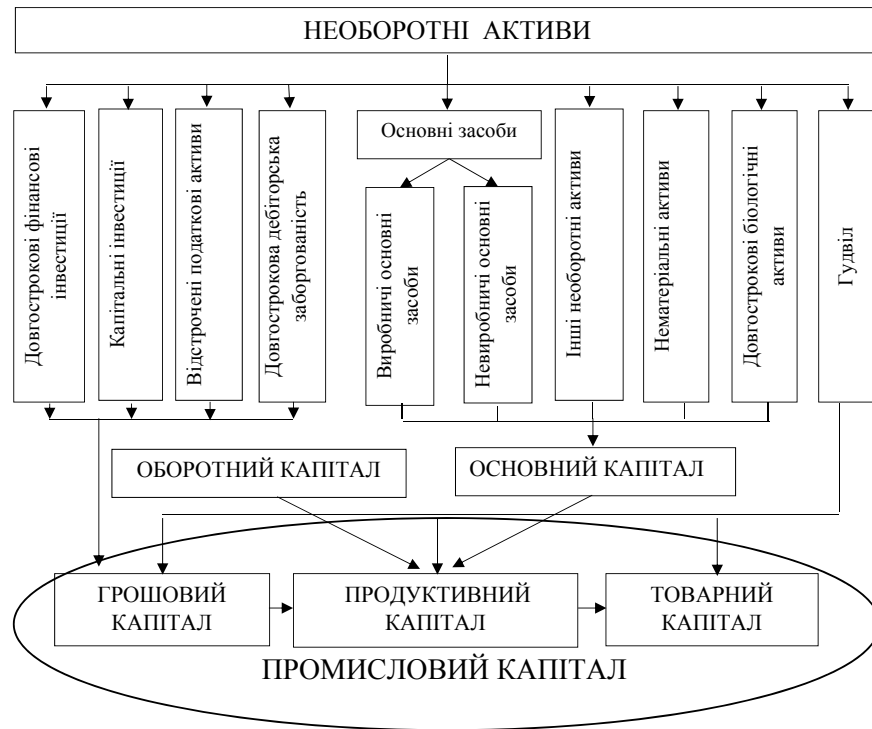 НЕОБОРОТНІ АКТИВИ
Довгострокові фінансові
інвестиції
Капітальні інвестиції
Відстрочені податкові активи
Довгострокова дебіторська
заборгованість
Основні засоби
Виробничі основні
засоби
Невиробничі основні
засоби
Інші необоротні активи
Нематеріальні активи
Довгострокові біологічні
активи
Гудвіл
ОБОРОТНИЙ КАПІТАЛ
ОСНОВНИЙ КАПІТАЛ
ГРОШОВИЙ
КАПІТАЛ
ПРОДУКТИВНИЙ
КАПІТАЛ
ТОВАРНИЙ
КАПІТАЛ
ПРОМИСЛОВИЙ КАПІТАЛ